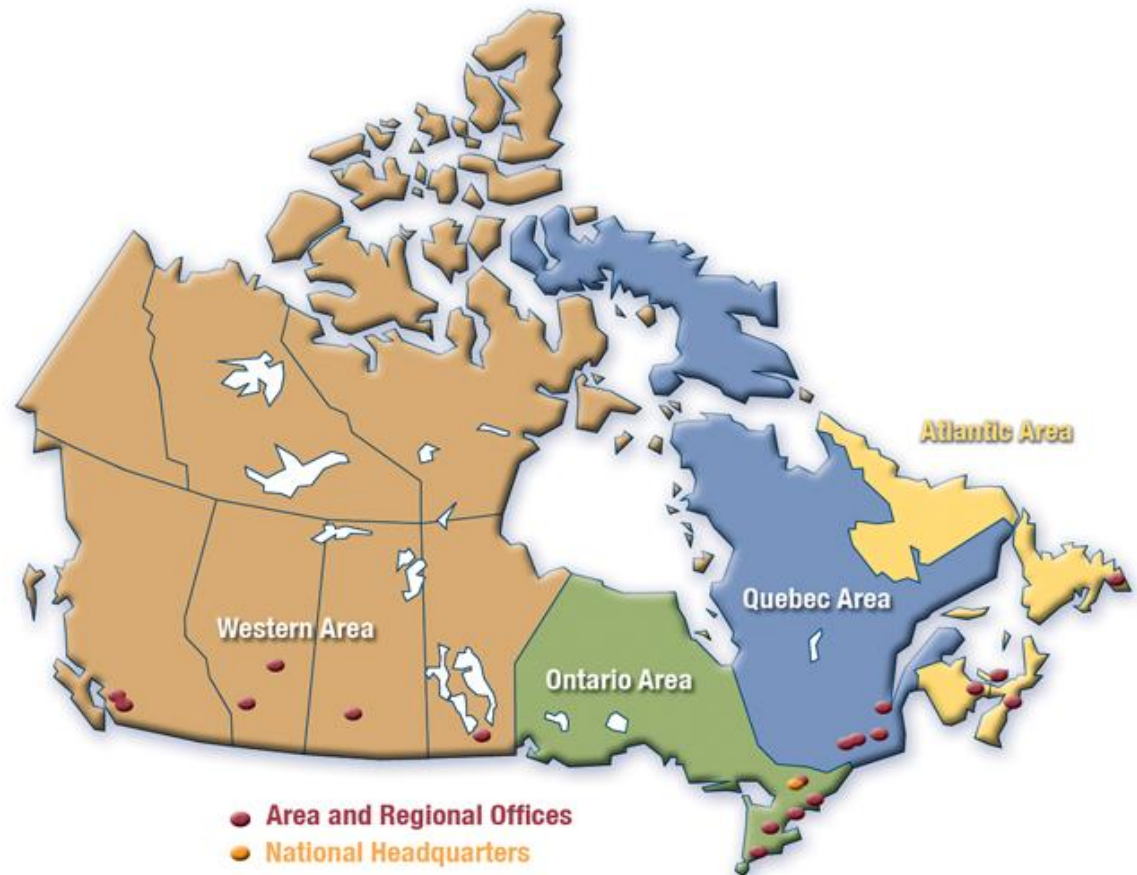 Atlantic Area
Quebec Area
Western Area
Ontario Area
Area and Regional Offices
National Headquarters